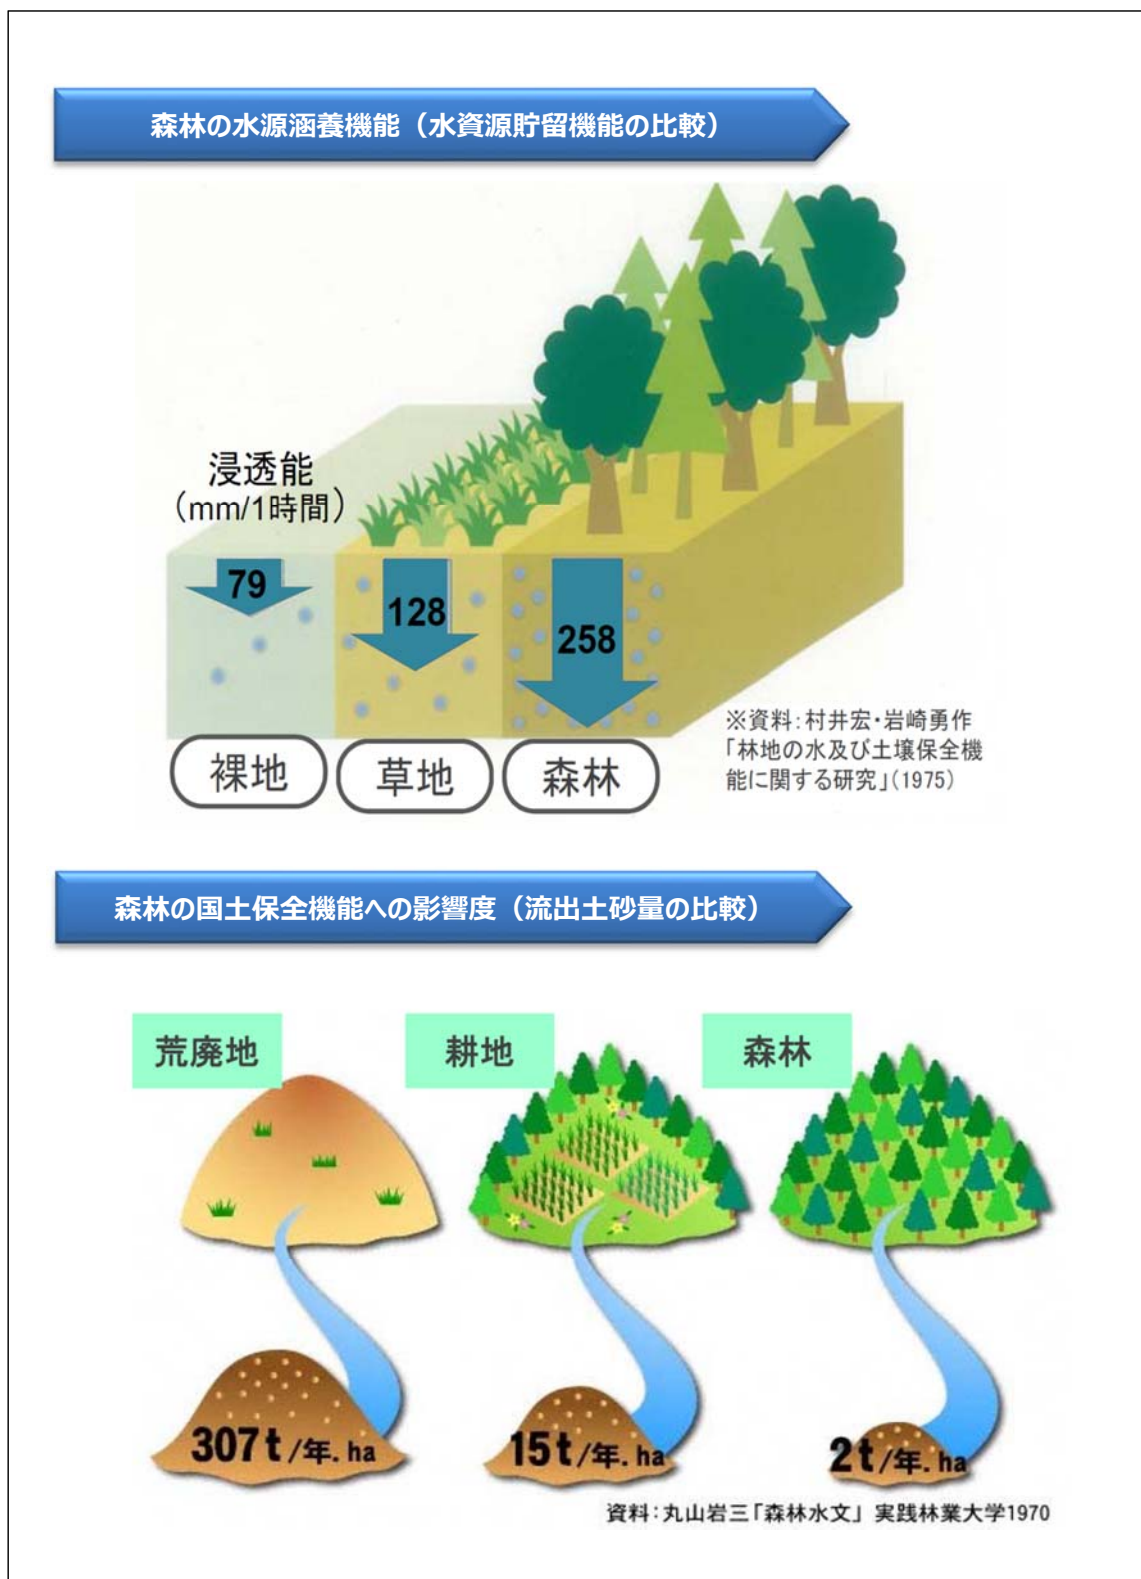 森林の水源涵養機能（水資源貯留機能の比較）
浸透能
（mm/1時間）
79
128
258
裸地
草地
森林
※資料：村井宏・岩崎勇作
「林地の水及び土壌保全機
能に関する研究」（1975）
森林の国土保全機能への影響度（流出土砂量の比較）
荒廃地
耕地
森林
307t/年.ha
15t/年.ha
2t/年.ha
資料：丸山岩三「森林水文」 実践林業大学1970